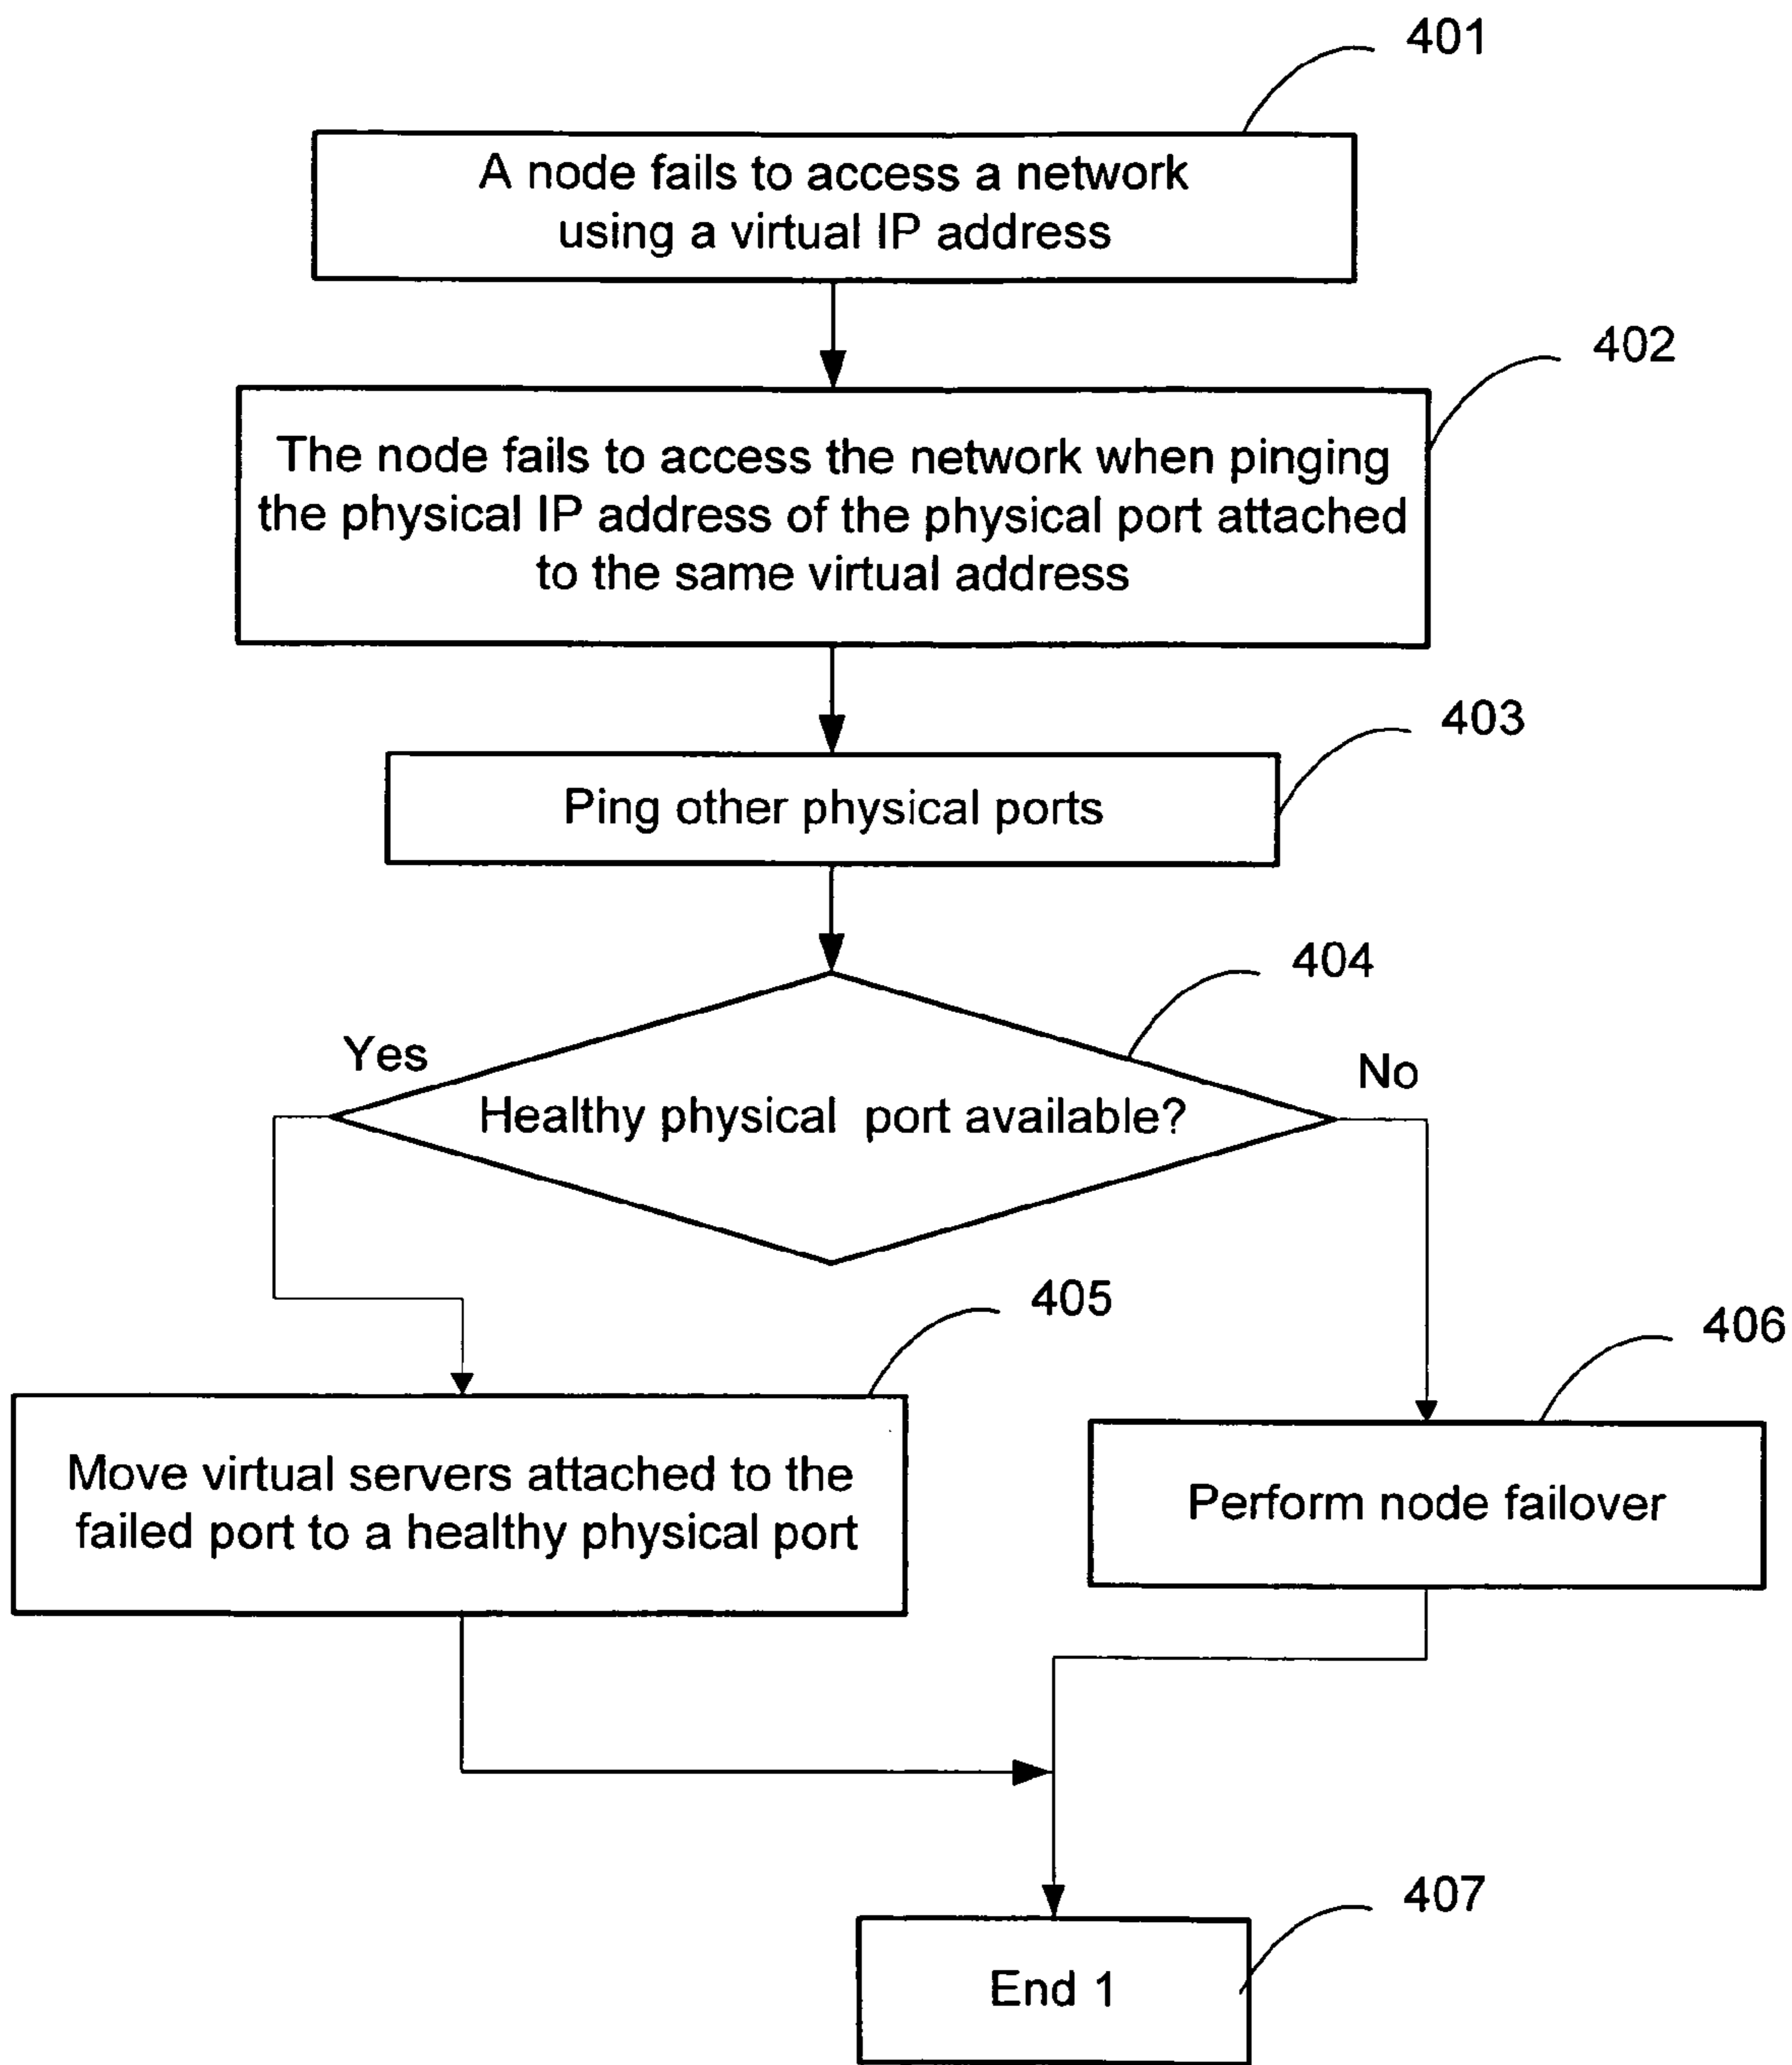 401
A node fails to access a network
using a virtual IP address
402
The node fails to access the network when pinging
the physical IP address of the physical port attached
to the same virtual address
403
Ping other physical ports
404
Yes
No
Healthy physical port available?
405
406
Move virtual servers attached to the
failed port to a healthy physical port
Perform node failover
407
End 1